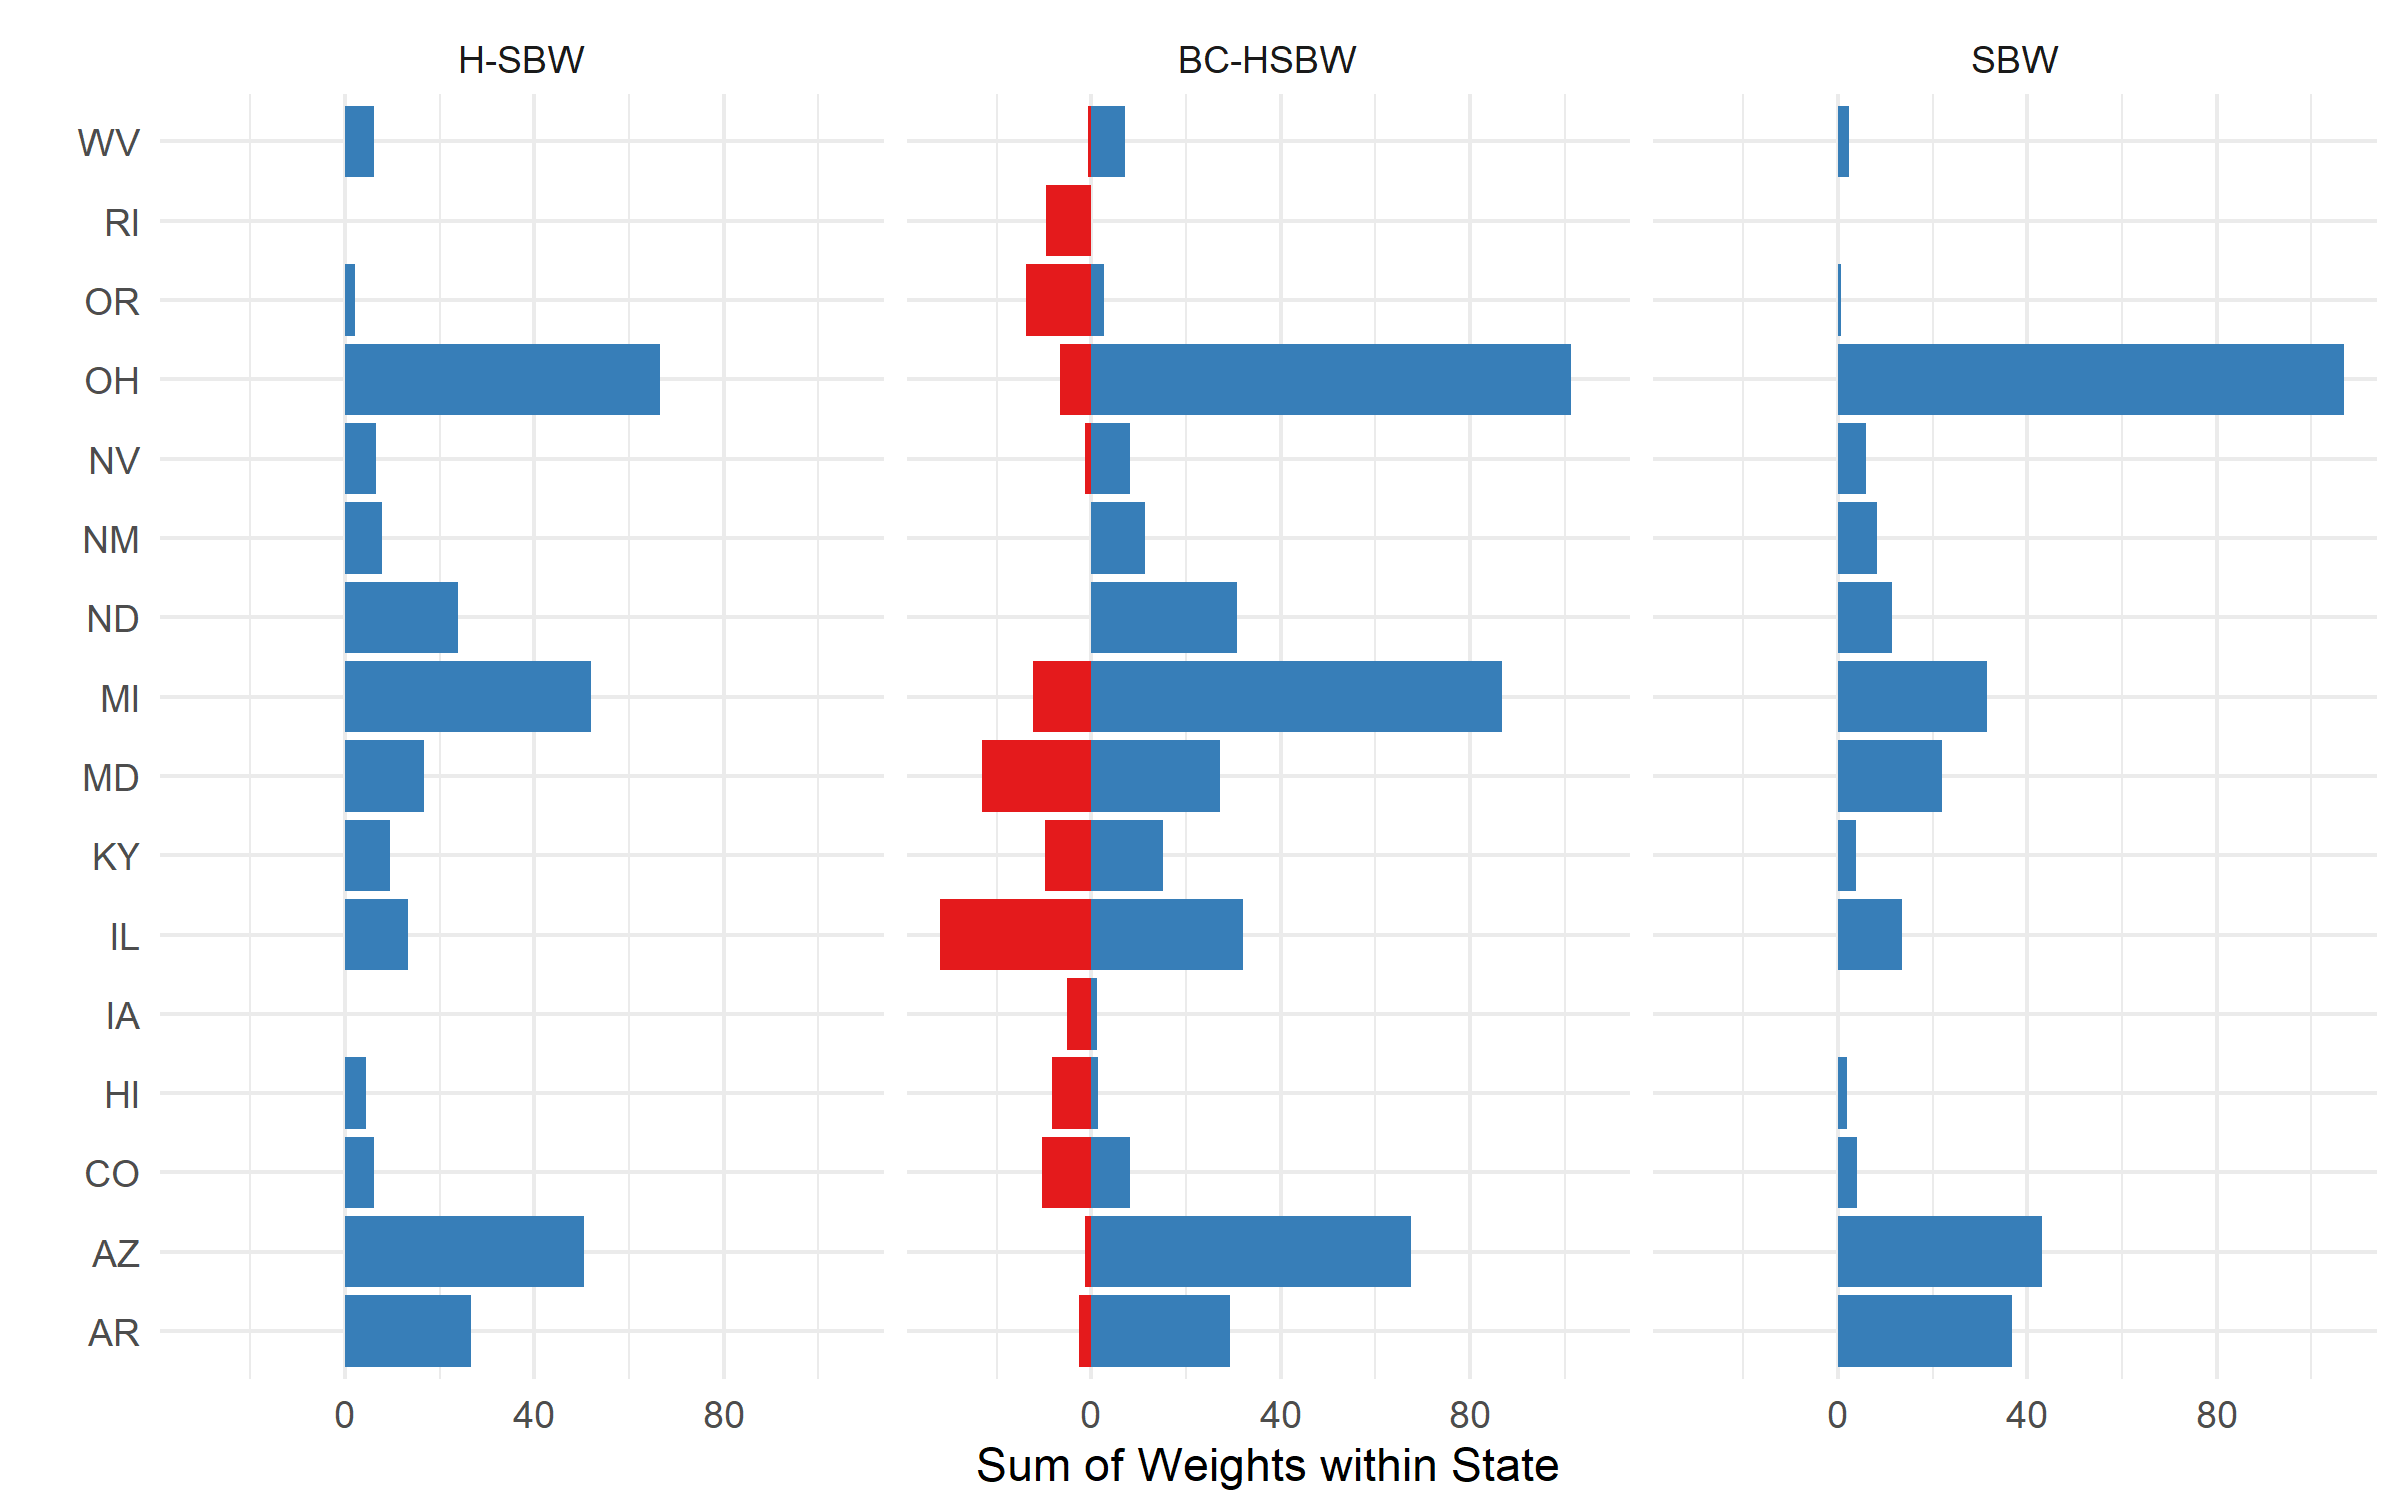 H-SBW BC-HSBW SBW
WV
RI
OR
OH
NV
NM
ND
MI
MD
KY
IL
IA
HI
CO
AZ
AR
0 40 80 0 40 80 0 40 80
Sum of Weights within State